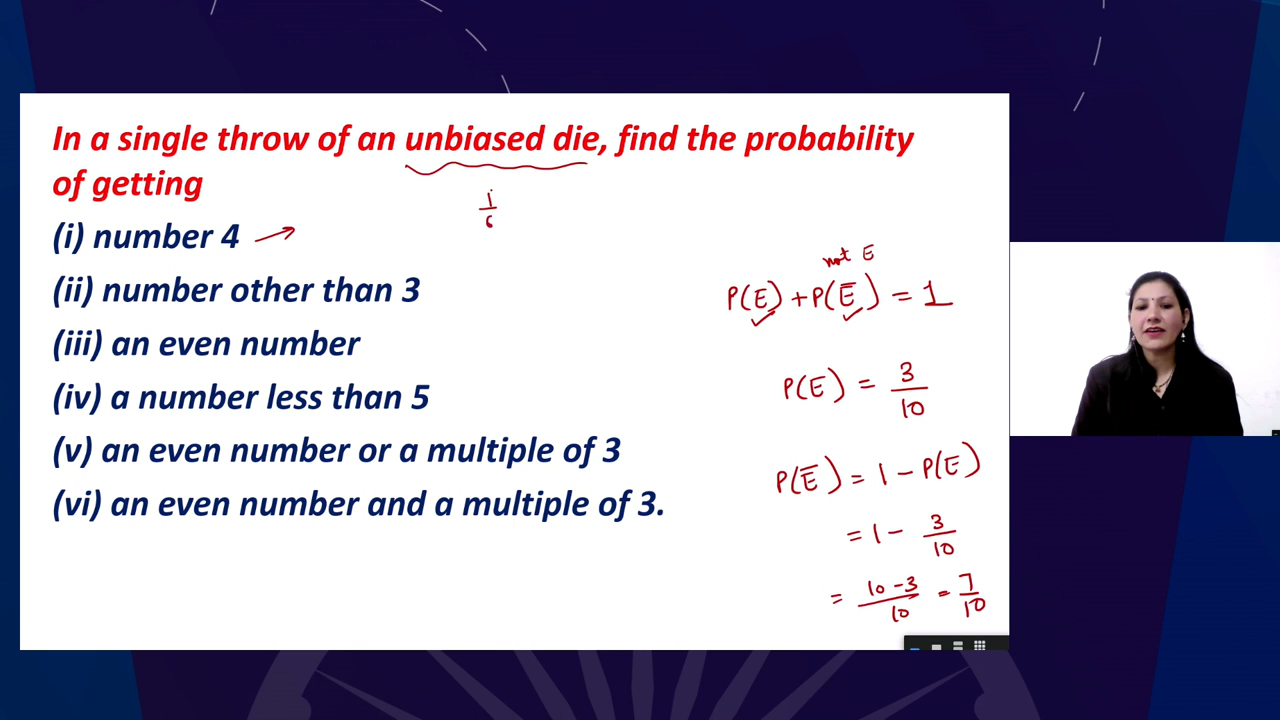 In a single throw of an unbiased die, find the probability
of getting
1/6
(i) number 4
(ii) number other than 3
(iii) an even number
(iv) a number less than 5
(v) an even number or a multiple of 3
(vi) an even number and a multiple of 3.
not E
P(E) + P(E̅) = 1
P(E) = 3/10
P(E̅) = 1 - P(E)
= 1 - 3/10
= 10-3/10 = 7/10